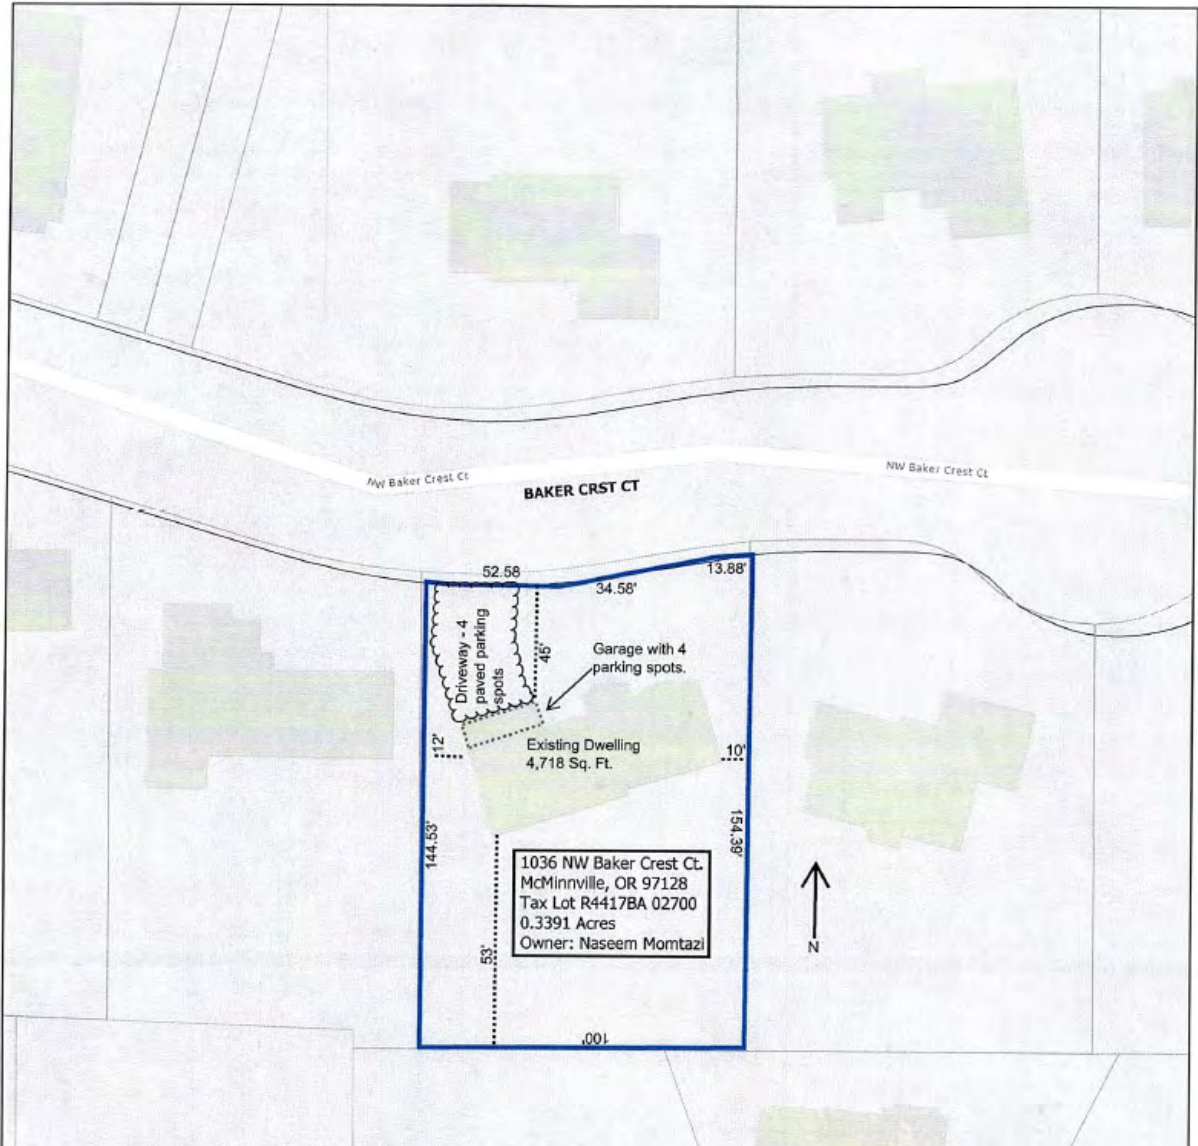 NW Baker Crest Ct
NW Baker Crest Ct
BAKER CRST CT
52.58
34.58'
13.88'
Driveway - 4
paved parking
spots
45'
Garage with 4
parking spots.
12'
Existing Dwelling
4,718 Sq. Ft.
10'
144.53'
154.39'
1036 NW Baker Crest Ct.
McMinnville, OR 97128
Tax Lot R4417BA 02700
0.3391 Acres
Owner: Naseem Momtazi
N
53'
100'